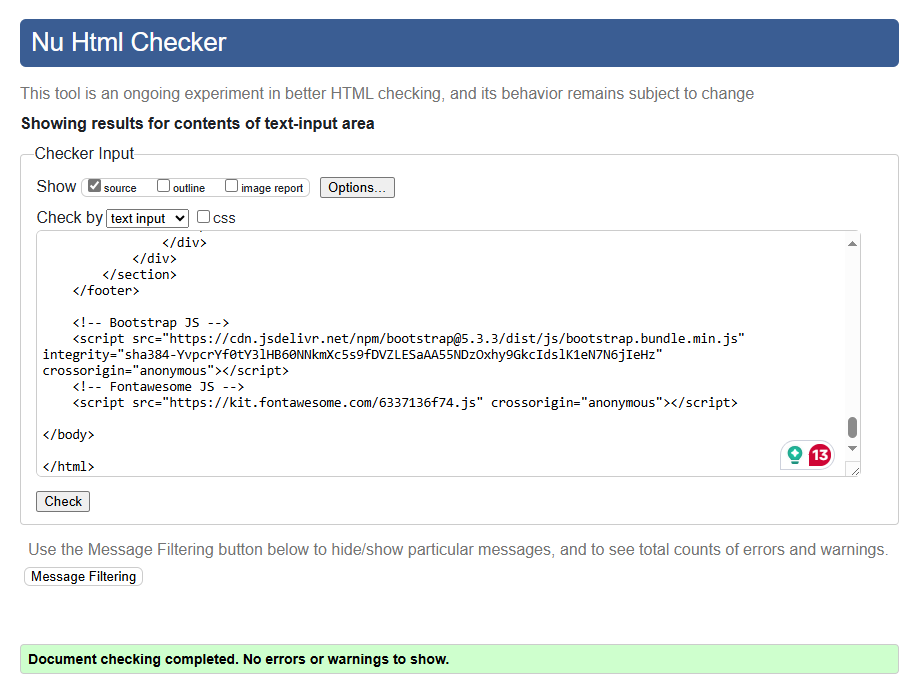 Nu Html Checker
This tool is an ongoing experiment in better HTML checking, and its behavior remains subject to change
Showing results for contents of text-input area
Checker Input
Show source outline image report Options...
Check by text input css
</div>
</div>
</section>
</footer>
<!-- Bootstrap JS -->
<script src="https://cdn.jsdelivr.net/npm/bootstrap@5.3.3/dist/js/bootstrap.bundle.min.js"
integrity="sha384-YvpcrYf0tY3lHB60NNkmXc5s9fDVZLESaAA55NDzOxhy9GkcIdslK1eN7N6jIeHz"
crossorigin="anonymous"></script>
<!-- Fontawesome JS -->
<script src="https://kit.fontawesome.com/6337136f74.js" crossorigin="anonymous"></script>
</body>
13
</html>
Check
Use the Message Filtering button below to hide/show particular messages, and to see total counts of errors and warnings.
Message Filtering
Document checking completed. No errors or warnings to show.